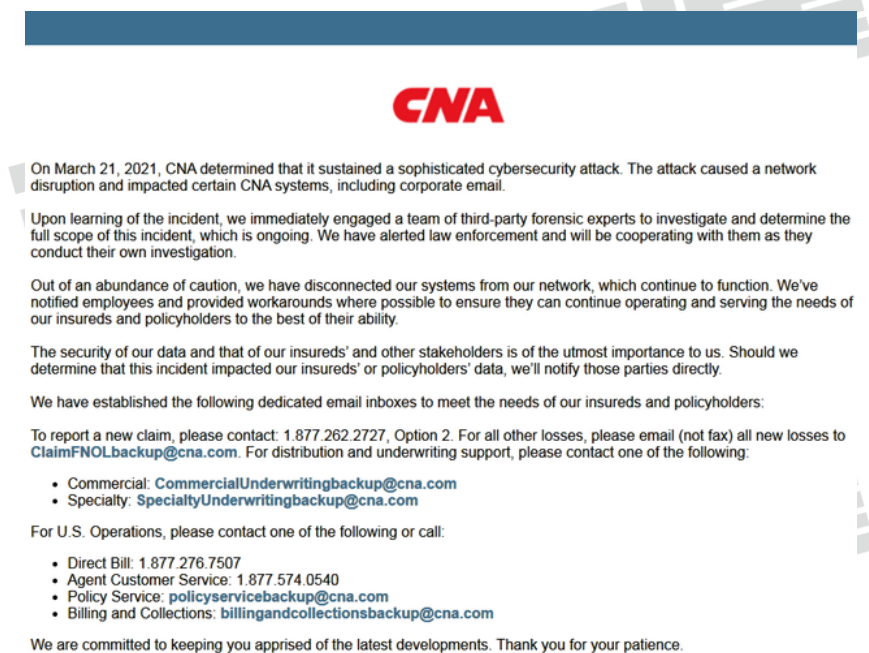 CNA
On March 21, 2021, CNA determined that it sustained a sophisticated cybersecurity attack. The attack caused a network
disruption and impacted certain CNA systems, including corporate email.
Upon learning of the incident, we immediately engaged a team of third-party forensic experts to investigate and determine the
full scope of this incident, which is ongoing. We have alerted law enforcement and will be cooperating with them as they
conduct their own investigation.
Out of an abundance of caution, we have disconnected our systems from our network, which continue to function. We've
notified employees and provided workarounds where possible to ensure they can continue operating and serving the needs of
our insureds and policyholders to the best of their ability.
The security of our data and that of our insureds' and other stakeholders is of the utmost importance to us. Should we
determine that this incident impacted our insureds' or policyholders' data, we'll notify those parties directly.
We have established the following dedicated email inboxes to meet the needs of our insureds and policyholders:
To report a new claim, please contact: 1.877.262.2727, Option 2. For all other losses, please email (not fax) all new losses to
ClaimFNOLbackup@cna.com. For distribution and underwriting support, please contact one of the following:
• Commercial: CommercialUnderwritingbackup@cna.com
• Specialty: SpecialtyUnderwritingbackup@cna.com
For U.S. Operations, please contact one of the following or call:
• Direct Bill: 1.877.276.7507
• Agent Customer Service: 1.877.574.0540
• Policy Service: policyservicebackup@cna.com
• Billing and Collections: billingandcollectionsbackup@cna.com
We are committed to keeping you apprised of the latest developments. Thank you for your patience.